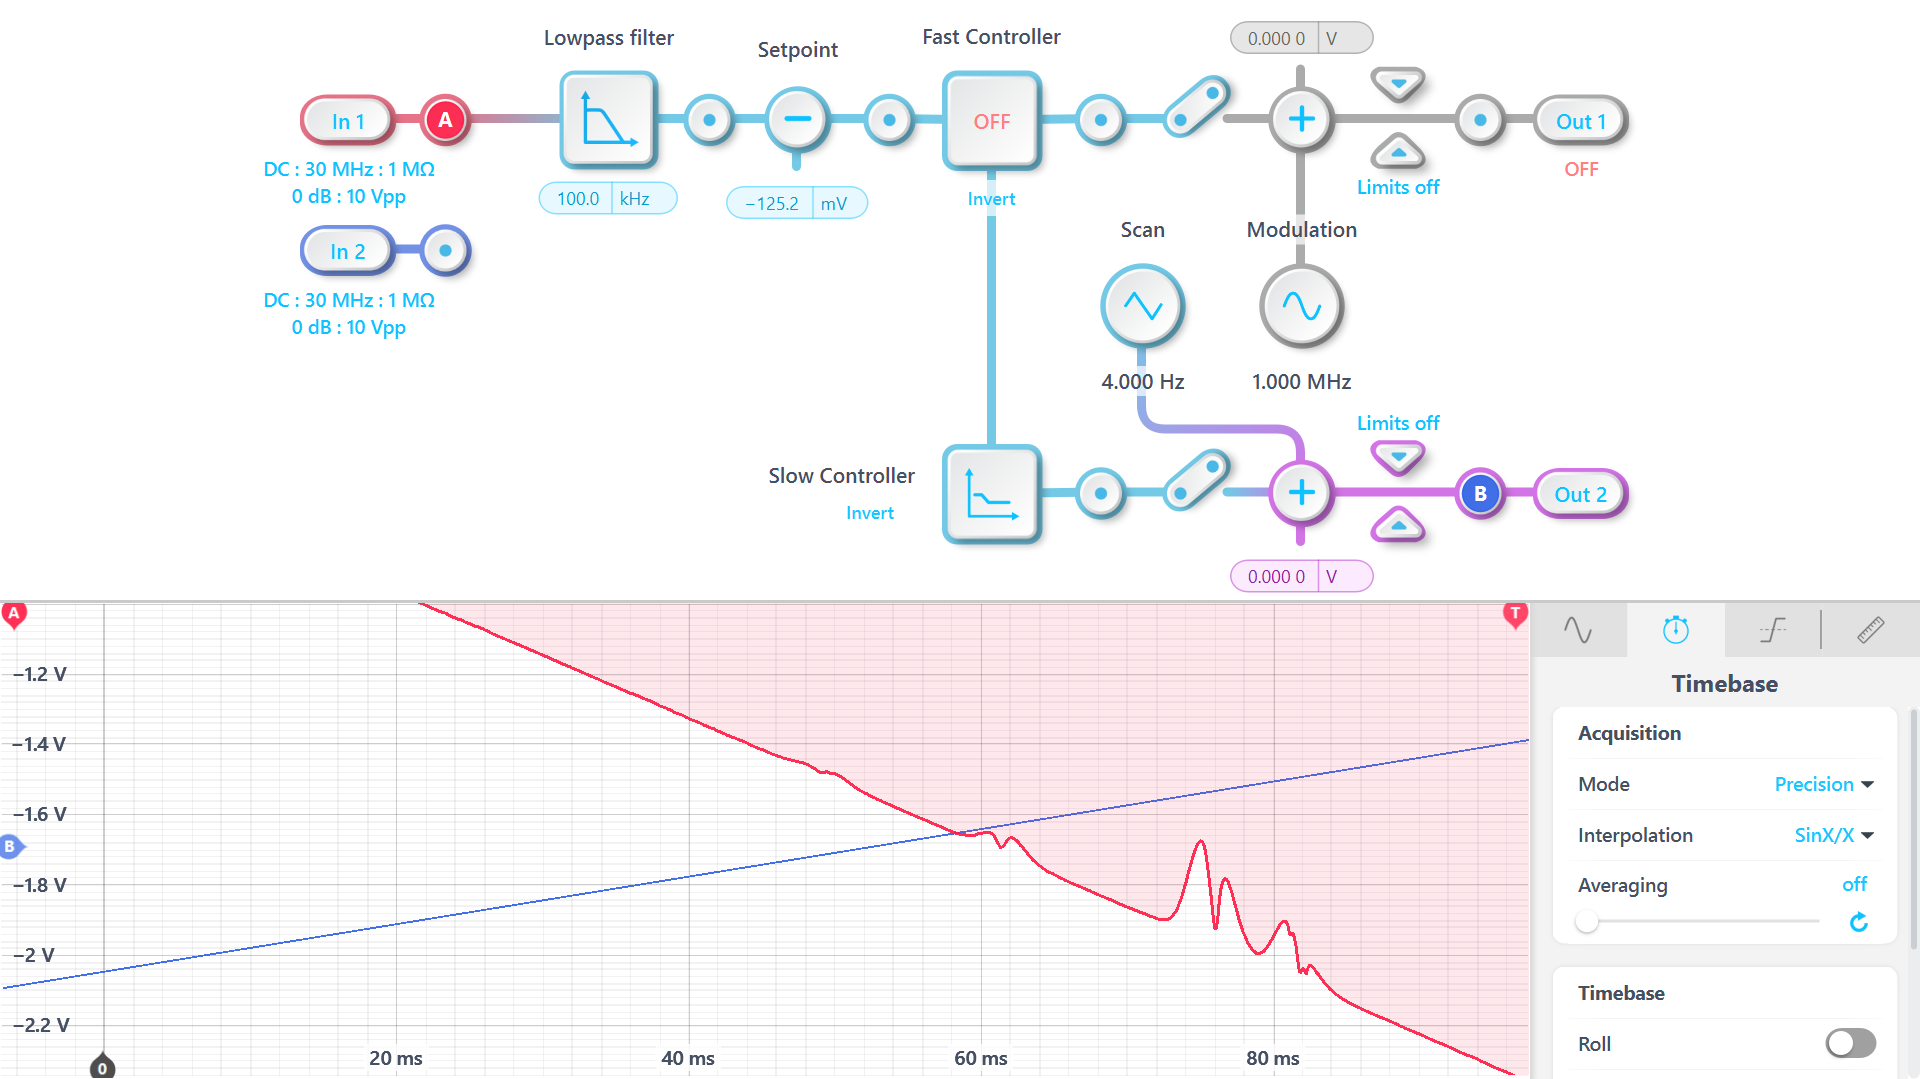 Lowpass filter
Setpoint
Fast Controller
0.000 0 V
In 1
A
OFF
Out 1
DC : 30 MHz : 1 MΩ
0 dB : 10 Vpp
100.0 kHz
−125.2 mV
Invert
Limits off
OFF
In 2
DC : 30 MHz : 1 MΩ
0 dB : 10 Vpp
Scan
Modulation
4.000 Hz
1.000 MHz
Limits off
Slow Controller
Invert
B
Out 2
0.000 0 V
A
T
−1.2 V
−1.4 V
−1.6 V
B
−1.8 V
−2 V
−2.2 V
0
20 ms
40 ms
60 ms
80 ms
Timebase
Acquisition
Mode Precision
Interpolation SinX/X
Averaging off
Timebase
Roll